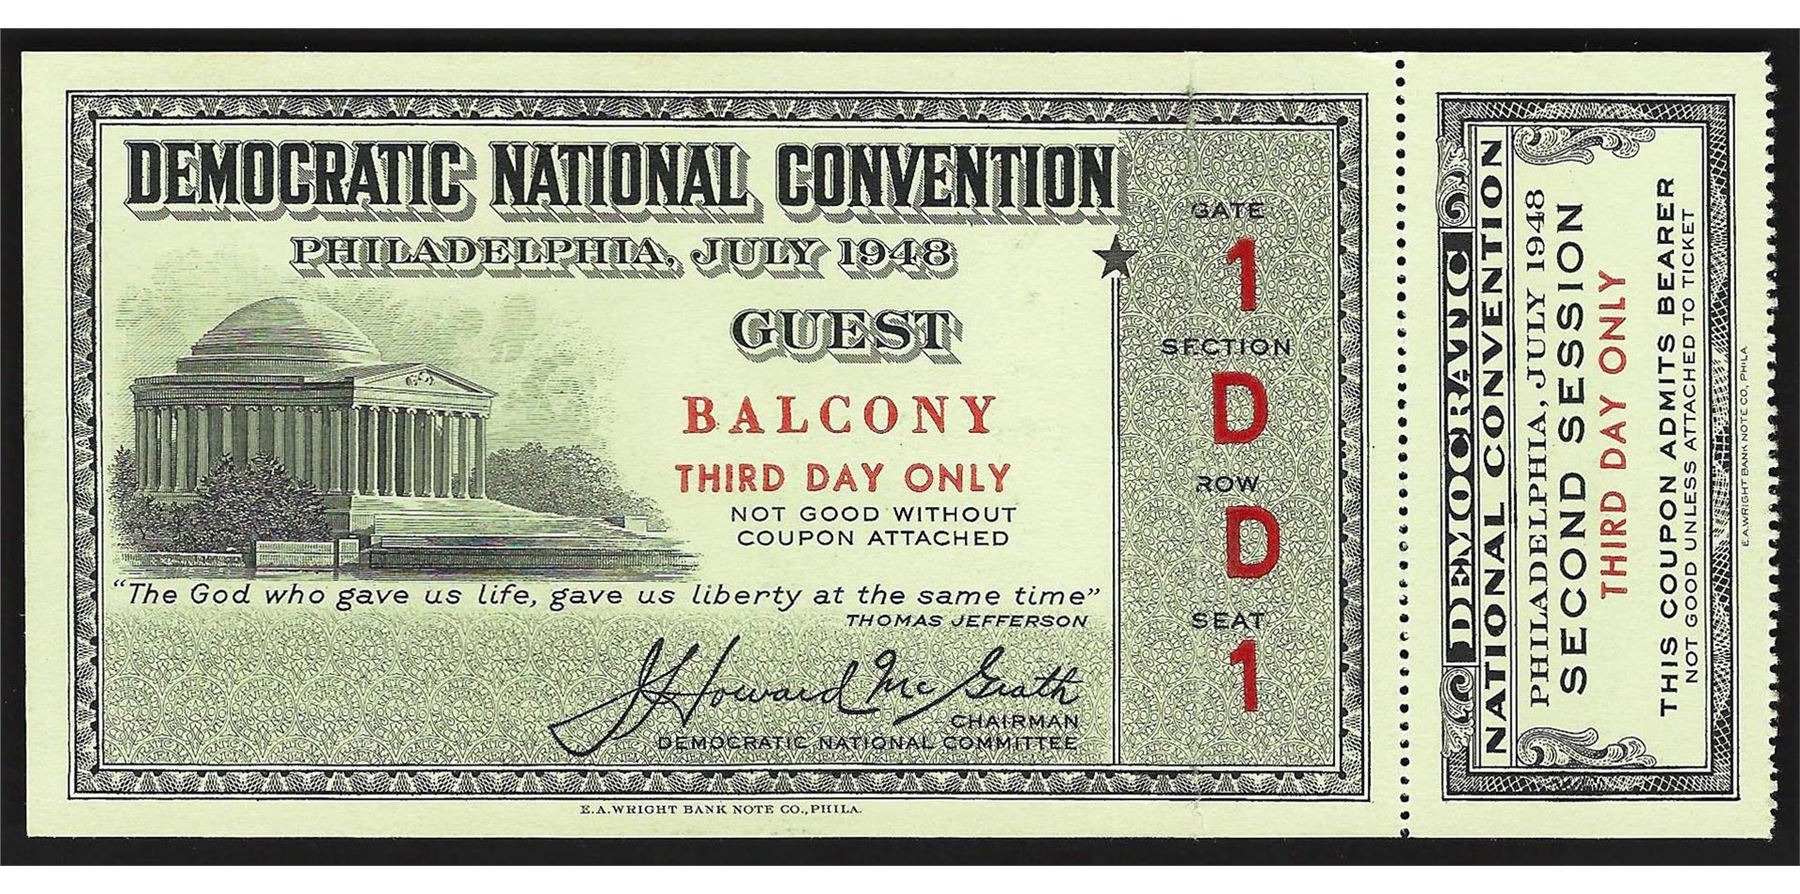 DEMOCRATIC NATIONAL CONVENTION
PHILADELPHIA, JULY 1948
GUEST
BALCONY
THIRD DAY ONLY
NOT GOOD WITHOUT
COUPON ATTACHED
“The God who gave us life, gave us liberty at the same time”
THOMAS JEFFERSON
J Howard McGrath
CHAIRMAN
DEMOCRATIC NATIONAL COMMITTEE
E.A.WRIGHT BANK NOTE CO., PHILA.
GATE
1
SECTION
D
ROW
D
SEAT
1
DEMOCRATIC
NATIONAL CONVENTION
PHILADELPHIA, JULY 1948
SECOND SESSION
THIRD DAY ONLY
THIS COUPON ADMITS BEARER
NOT GOOD UNLESS ATTACHED TO TICKET
E.A.WRIGHT BANK NOTE CO., PHILA